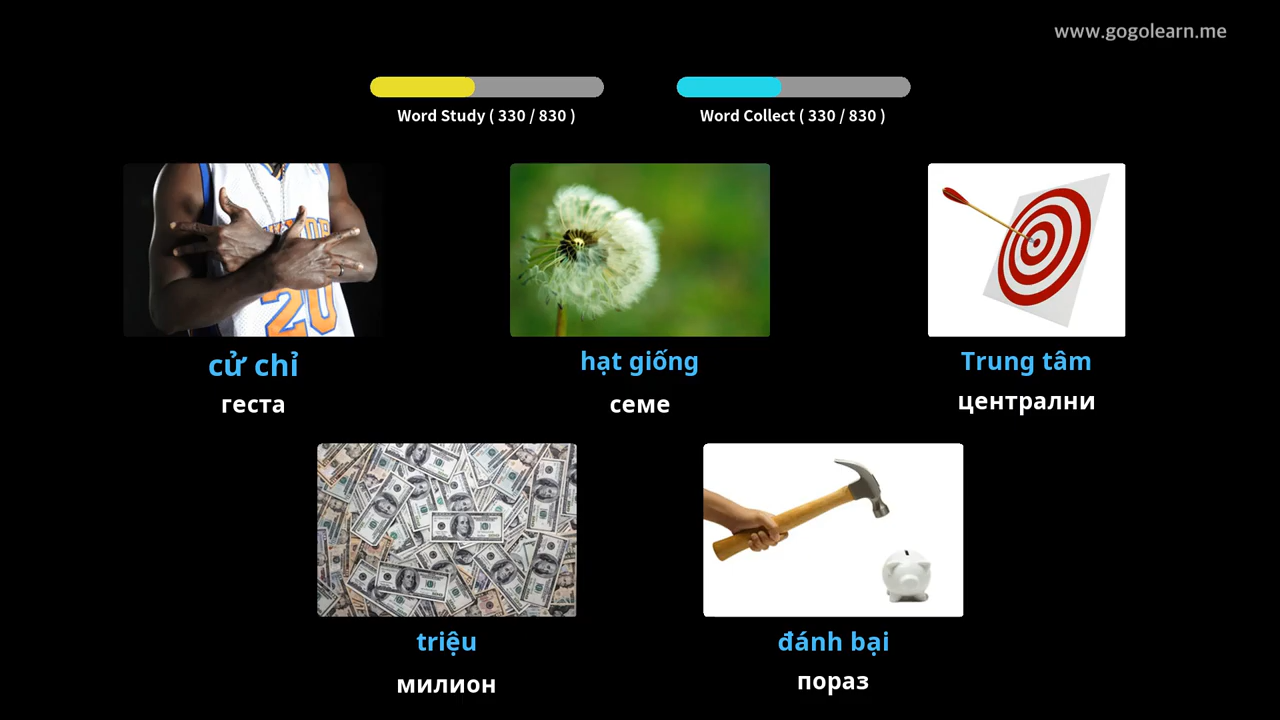 www.gogolearn.me
Word Study ( 330 / 830 )
Word Collect ( 330 / 830 )
20
cử chỉ
геста
hạt giống
семе
Trung tâm
централни
triệu
милион
đánh bại
пораз